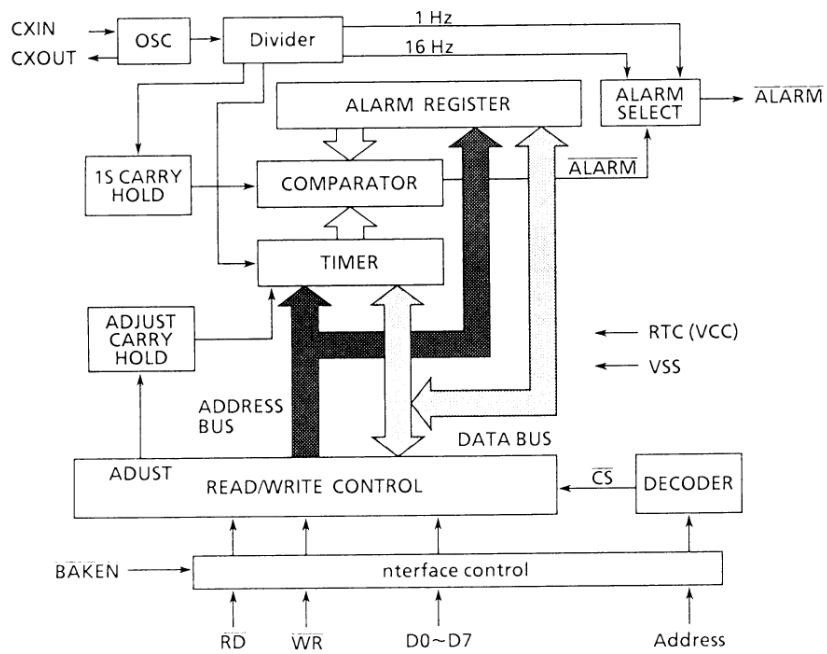 CXIN
CXOUT
OSC
Divider
1 Hz
16 Hz
ALARM REGISTER
ALARM
SELECT
ALARM
1S CARRY
HOLD
COMPARATOR
ALARM
TIMER
ADJUST
CARRY
HOLD
RTC (VCC)
VSS
ADDRESS
BUS
DATA BUS
ADUST
READ/WRITE CONTROL
CS
DECODER
BAKEN
nterface control
RD
WR
D0~D7
Address